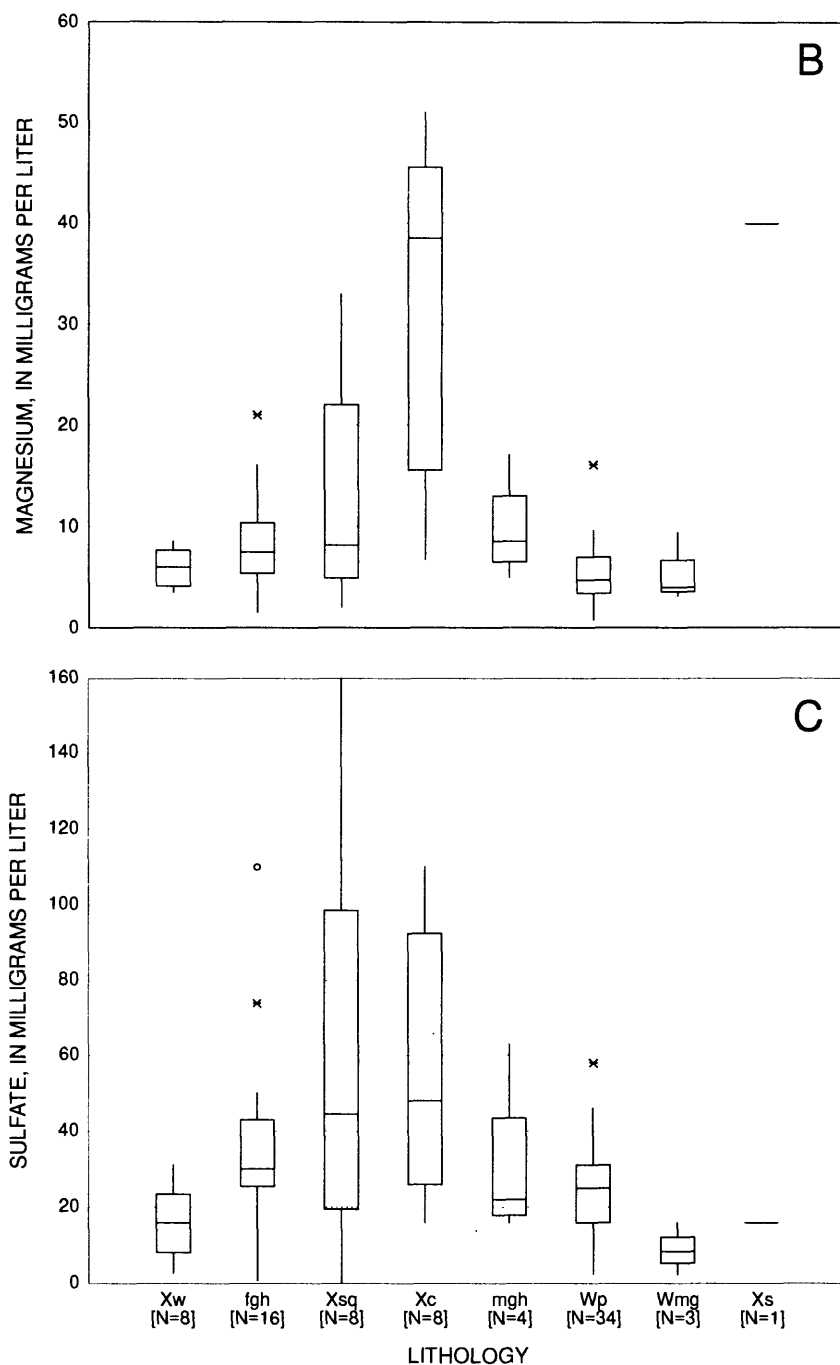 B
MAGNESIUM, IN MILLIGRAMS PER LITER
60
50
40
30
20
10
0
C
SULFATE, IN MILLIGRAMS PER LITER
160
140
120
100
80
60
40
20
0
Xw fgh Xsq Xc mgh Wp Wmg Xs
[N=8] [N=16] [N=8] [N=8] [N=4] [N=34] [N=3] [N=1]
LITHOLOGY